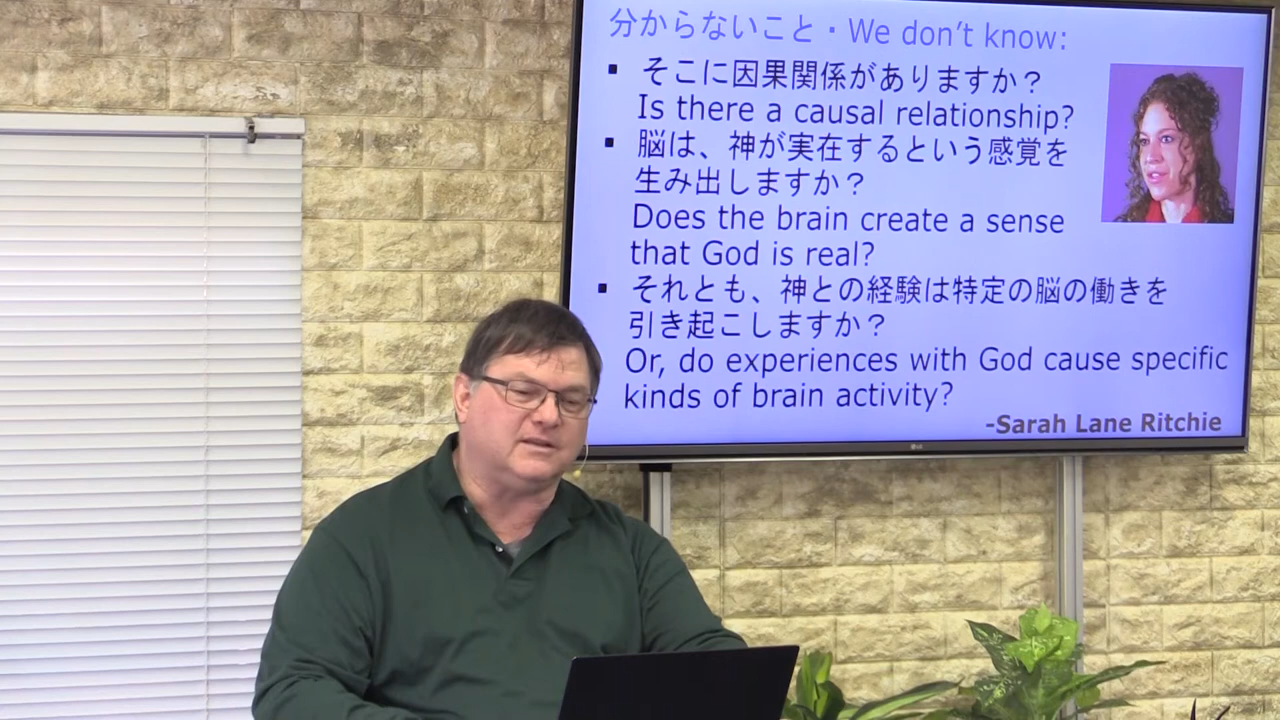 分からないこと・We don't know:
▪ そこに因果関係がありますか？
Is there a causal relationship?
▪ 脳は、神が実在するという感覚を
生み出しますか？
Does the brain create a sense
that God is real?
▪ それとも、神との経験は特定の脳の働きを
引き起こしますか？
Or, do experiences with God cause specific
kinds of brain activity?
-Sarah Lane Ritchie
LG